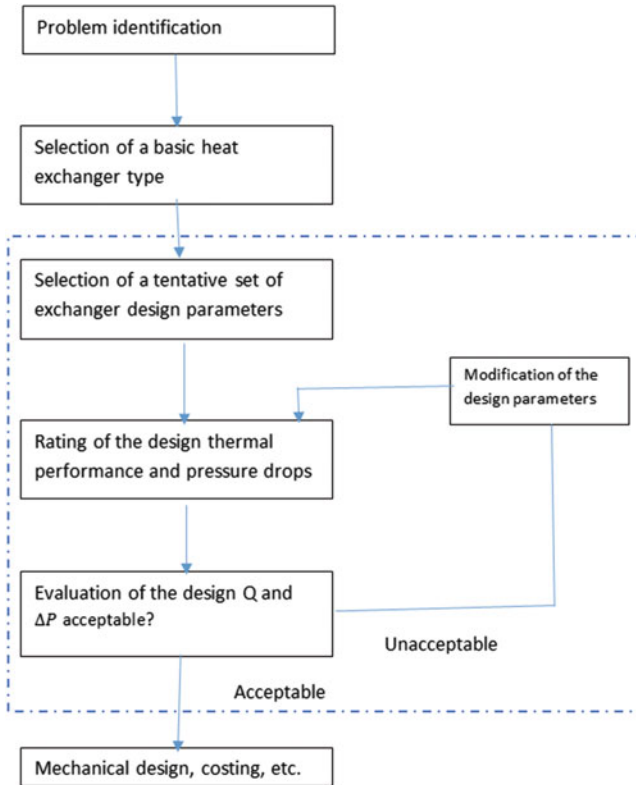 Problem identification
Selection of a basic heat
exchanger type
Selection of a tentative set of
exchanger design parameters
Modification of the
design parameters
Rating of the design thermal
performance and pressure drops
Evaluation of the design Q and
ΔP acceptable?
Unacceptable
Acceptable
Mechanical design, costing, etc.